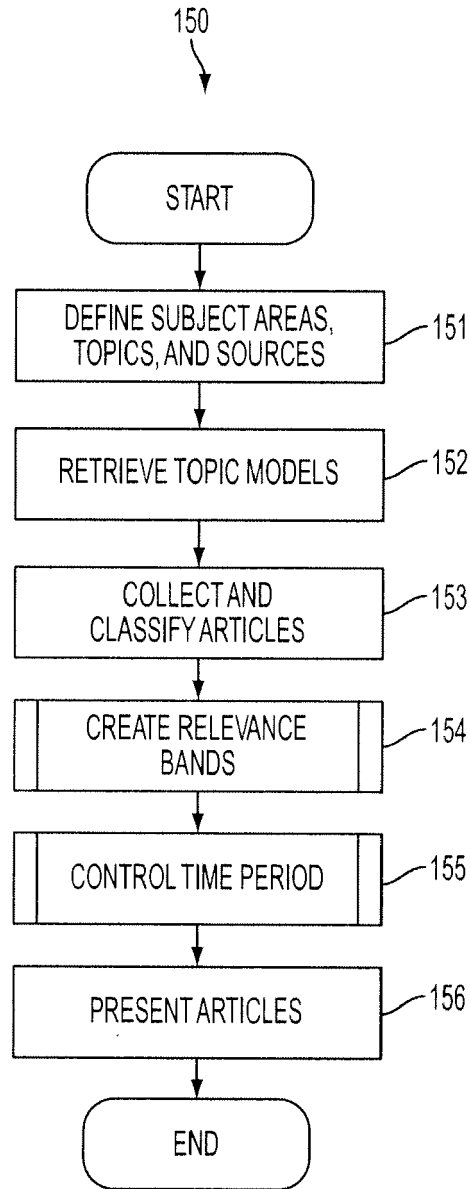 150
START
DEFINE SUBJECT AREAS,
TOPICS, AND SOURCES
151
RETRIEVE TOPIC MODELS
152
COLLECT AND
CLASSIFY ARTICLES
153
CREATE RELEVANCE
BANDS
154
CONTROL TIME PERIOD
155
PRESENT ARTICLES
156
END